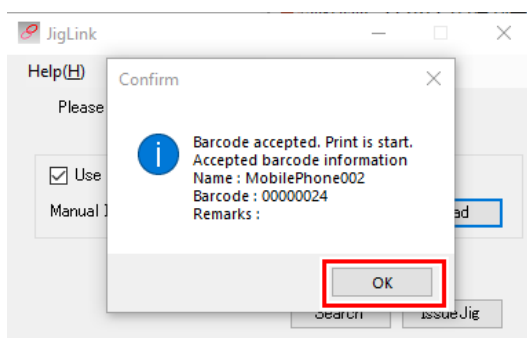 JigLink
Help(H)
Confirm
Please
Barcode accepted. Print is start.
Accepted barcode information
Name : MobilePhone002
Barcode : 00000024
Remarks :
Use
Manual
OK
Search
IssueJig